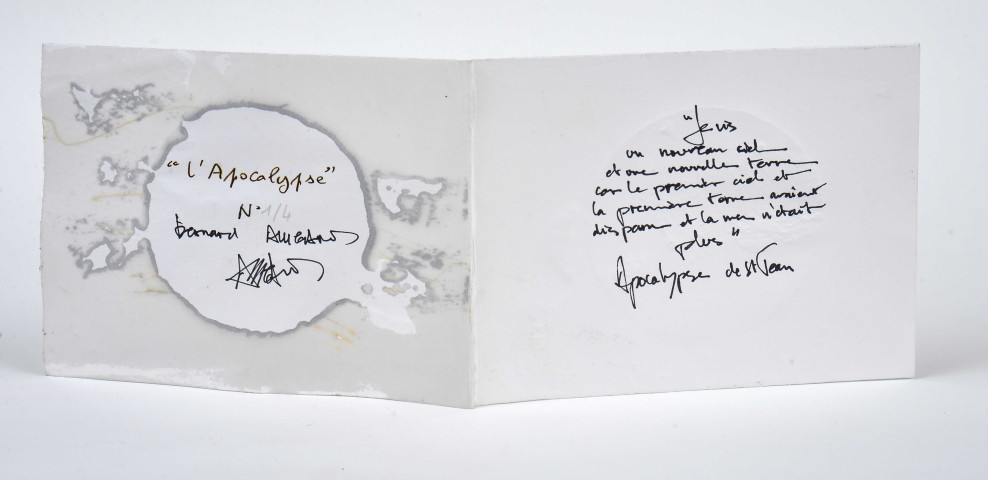 "L'Apocalypse"
N° 1/4
Bernard ALLIGAND
"Je vis
un nouveau ciel
et une nouvelle terre
car le premier ciel et
la première terre avaient
disparu et la mer n'était
plus"
Apocalypse de St Jean